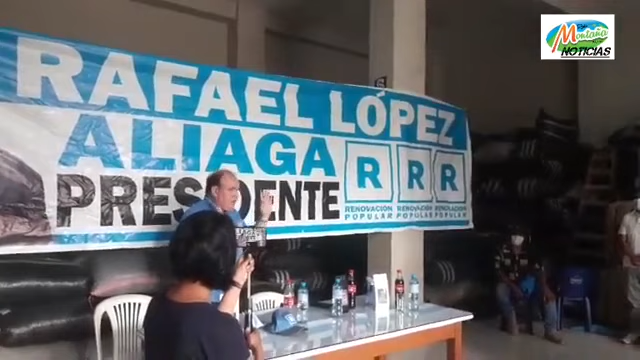 Montaña
NOTICIAS
RAFAEL LÓPEZ
ALIAGA
PRESIDENTE
R R R
RENOVACIÓN RENOVACIÓN RENOVACIÓN
POPULAR POPULAR POPULAR